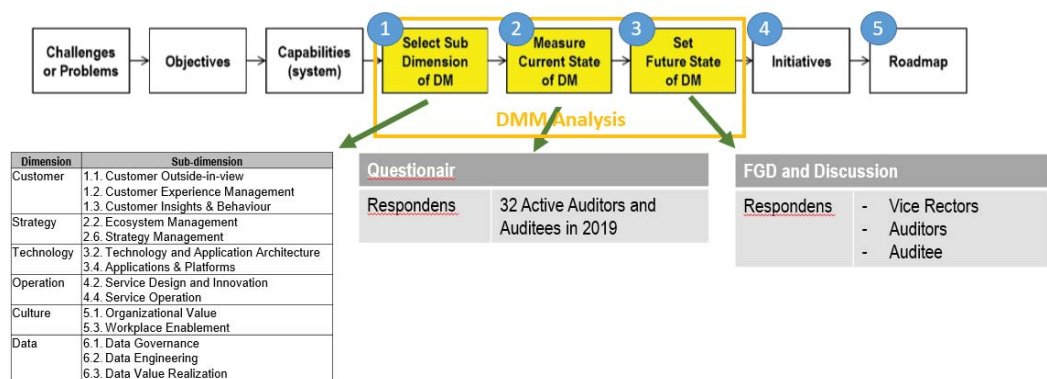 1
2
3
4
5
Challenges
or Problems
Objectives
Capabilities
(system)
Select Sub
Dimension
of DM
Measure
Current State
of DM
Set
Future State
of DM
Initiatives
Roadmap
DMM Analysis
Dimension Sub-dimension
Customer 1.1. Customer Outside-in-view
1.2. Customer Experience Management
1.3. Customer Insights & Behaviour
Strategy 2.2. Ecosystem Management
2.6. Strategy Management
Technology 3.2. Technology and Application Architecture
3.4. Applications & Platforms
Operation 4.2. Service Design and Innovation
4.4. Service Operation
Culture 5.1. Organizational Value
5.3. Workplace Enablement
Data 6.1. Data Governance
6.2. Data Engineering
6.3. Data Value Realization
Questionair
Respondens 32 Active Auditors and
Auditees in 2019
FGD and Discussion
Respondens - Vice Rectors
- Auditors
- Auditee